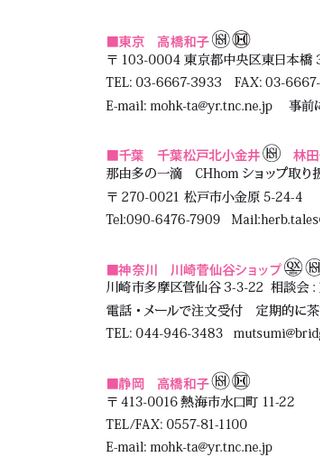 ■東京　高橋和子
〒103-0004 東京都中央区東日本橋 3
TEL: 03-6667-3933　FAX: 03-6667-
E-mail: mohk-ta@yr.tnc.ne.jp　事前に
■千葉　千葉松戸北小金井　林田
那由多の一滴　CHhom ショップ取り扱
〒270-0021 松戸市小金原 5-24-4
Tel:090-6476-7909　Mail:herb.tales
■神奈川　川崎菅仙谷ショップ QX
川崎市多摩区菅仙谷 3-3-22 相談会 :
電話・メールで注文受付　定期的に茶
TEL: 044-946-3483　mutsumi@brid
■静岡　高橋和子
〒413-0016 熱海市水口町 11-22
TEL/FAX: 0557-81-1100
E-mail: mohk-ta@yr.tnc.ne.jp